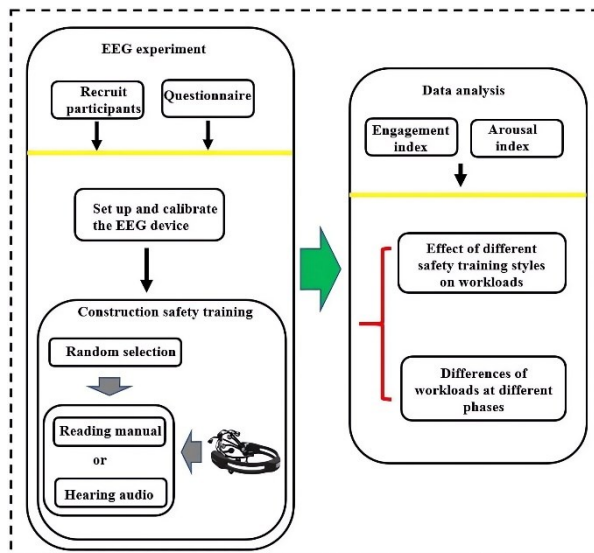 EEG experiment
Recruit
participants
Questionnaire
Set up and calibrate
the EEG device
Construction safety training
Random selection
Reading manual
or
Hearing audio
Data analysis
Engagement
index
Arousal
index
Effect of different
safety training styles
on workloads
Differences of
workloads at different
phases